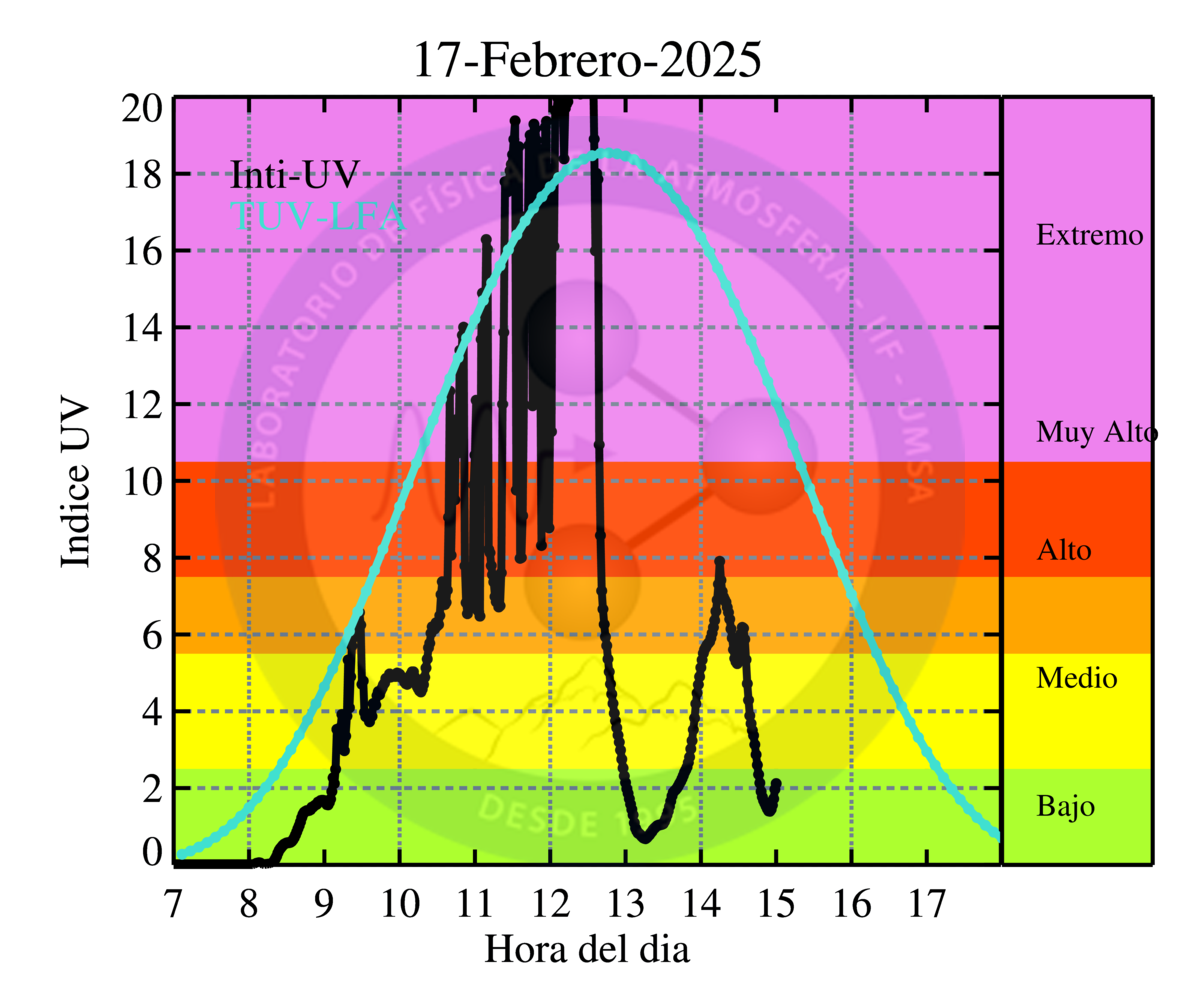 17-Febrero-2025
Indice UV
20
18
16
14
12
10
8
6
4
2
0
Inti-UV
TUV-LFA
LABORATORIO DE FÍSICA DE LA ATMÓSFERA - IIF - UMSA
DESDE 1995
Extremo
Muy Alto
Alto
Medio
Bajo
7 8 9 10 11 12 13 14 15 16 17
Hora del dia